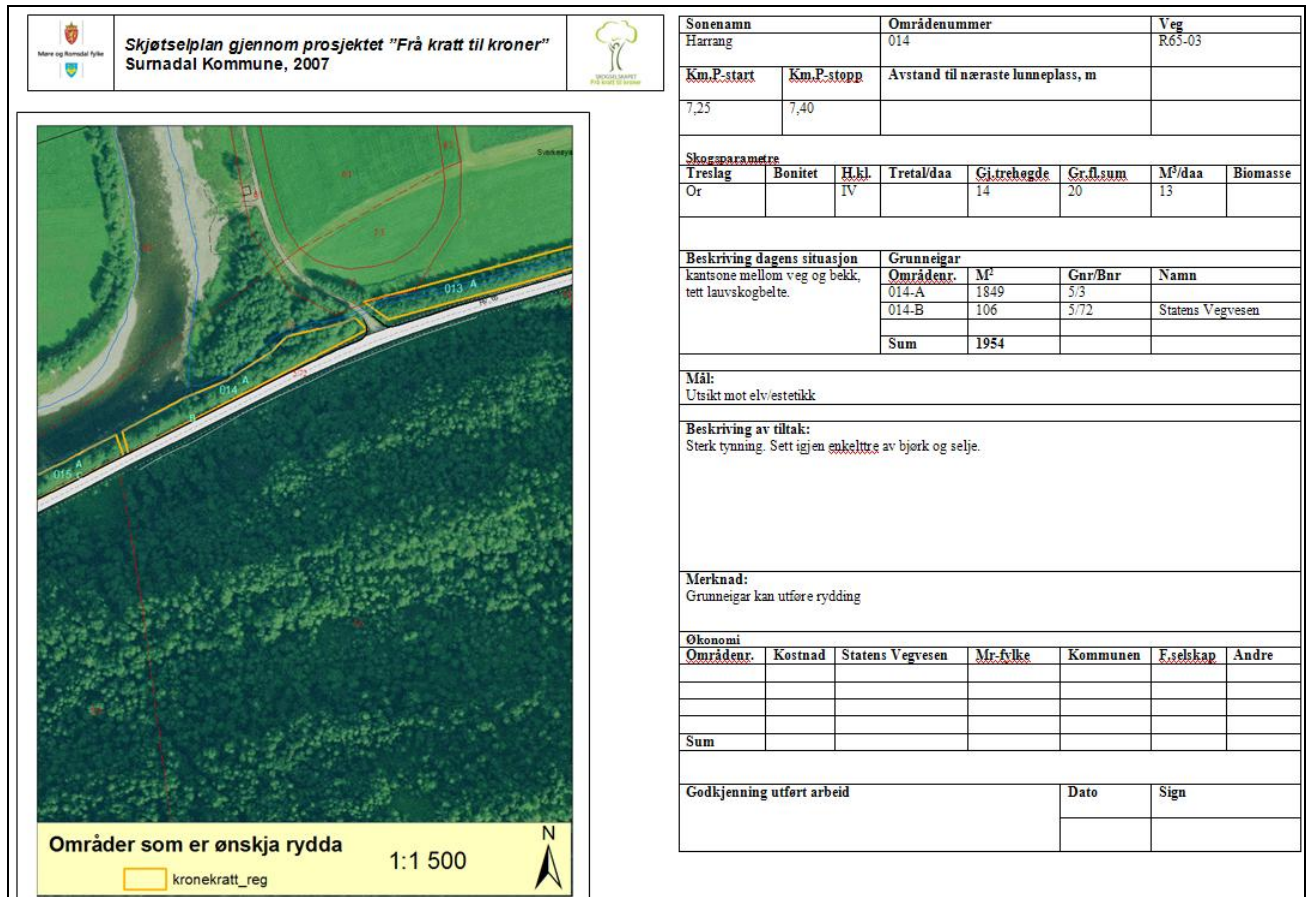 Møre og Romsdal fylke
Skjøtselplan gjennom prosjektet "Frå kratt til kroner"
Surnadal Kommune, 2007
SKOGSELSKAPET
Frå kratt til kroner
Sverkesøya
013 A
014 A
B
015 A
Områder som er ønskja rydda
kronekratt_reg
1:1 500
N
Sonenamn Områdenummer Veg
Harrang 014 R65-03
Km.P-start Km.P-stopp Avstand til næraste lunneplass, m
7,25 7,40
Skogsparametre
Treslag Bonitet H.kl. Tretal/daa Gj.trehøgde Gr.fl.sum M³/daa Biomasse
Or IV 14 20 13
Beskriving dagens situasjon Grunneigar
kantsone mellom veg og bekk, Områdenr. M² Gnr/Bnr Namn
tett lauvskogbelte. 014-A 1849 5/3
014-B 106 5/72 Statens Vegvesen
Sum 1954
Mål:
Utsikt mot elv/estetikk
Beskriving av tiltak:
Sterk tynning. Sett igjen enkelttre av bjørk og selje.
Merknad:
Grunneigar kan utføre rydding
Økonomi
Områdenr. Kostnad Statens Vegvesen Mr-fylke Kommunen F.selskap Andre
Sum
Godkjenning utført arbeid Dato Sign